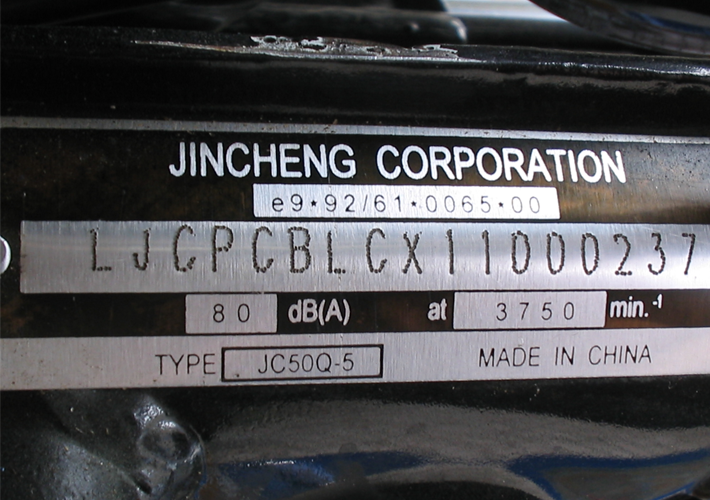 JINCHENG CORPORATION
e9*92/61*0065*00
LJCPCBLCX11000237
80 dB(A) at 3750 min.-1
TYPE JC50Q-5 MADE IN CHINA